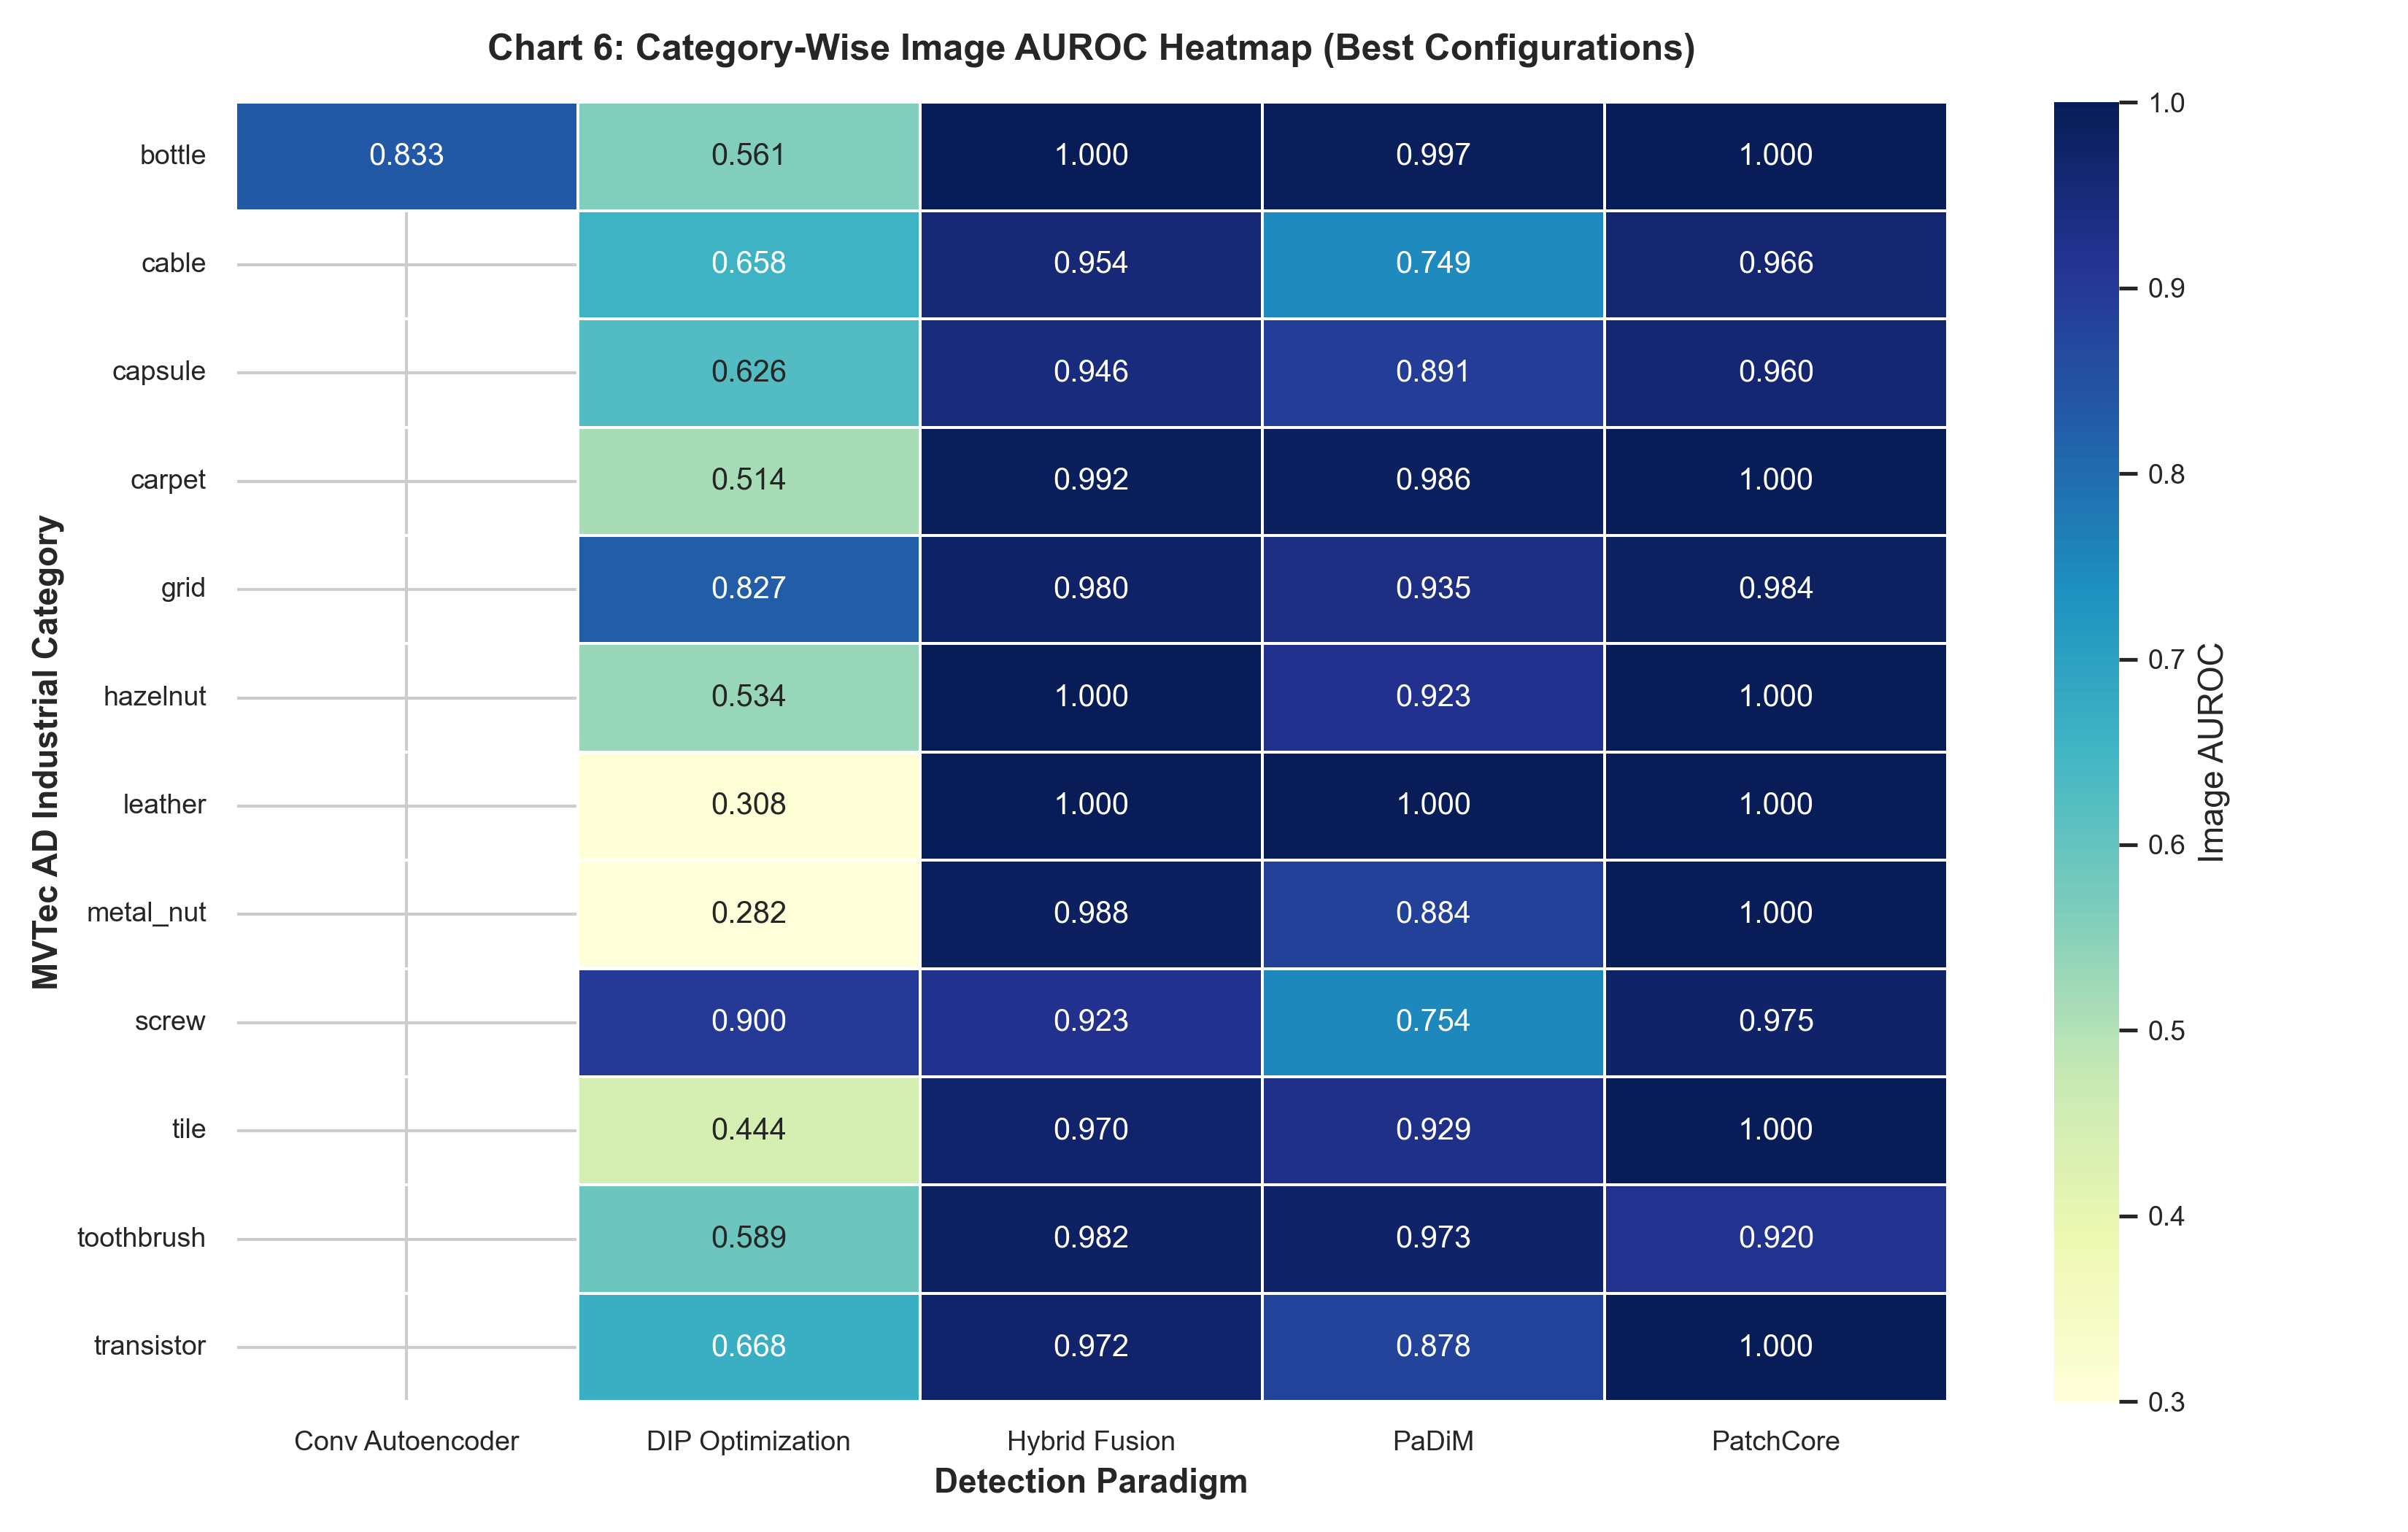 Chart 6: Category-Wise Image AUROC Heatmap (Best Configurations)
MVTec AD Industrial Category
bottle 0.833 0.561 1.000 0.997 1.000
cable 0.658 0.954 0.749 0.966
capsule 0.626 0.946 0.891 0.960
carpet 0.514 0.992 0.986 1.000
grid 0.827 0.980 0.935 0.984
hazelnut 0.534 1.000 0.923 1.000
leather 0.308 1.000 1.000 1.000
metal_nut 0.282 0.988 0.884 1.000
screw 0.900 0.923 0.754 0.975
tile 0.444 0.970 0.929 1.000
toothbrush 0.589 0.982 0.973 0.920
transistor 0.668 0.972 0.878 1.000
Conv Autoencoder DIP Optimization Hybrid Fusion PaDiM PatchCore
Detection Paradigm
1.0
0.9
0.8
0.7
0.6
0.5
0.4
0.3
Image AUROC